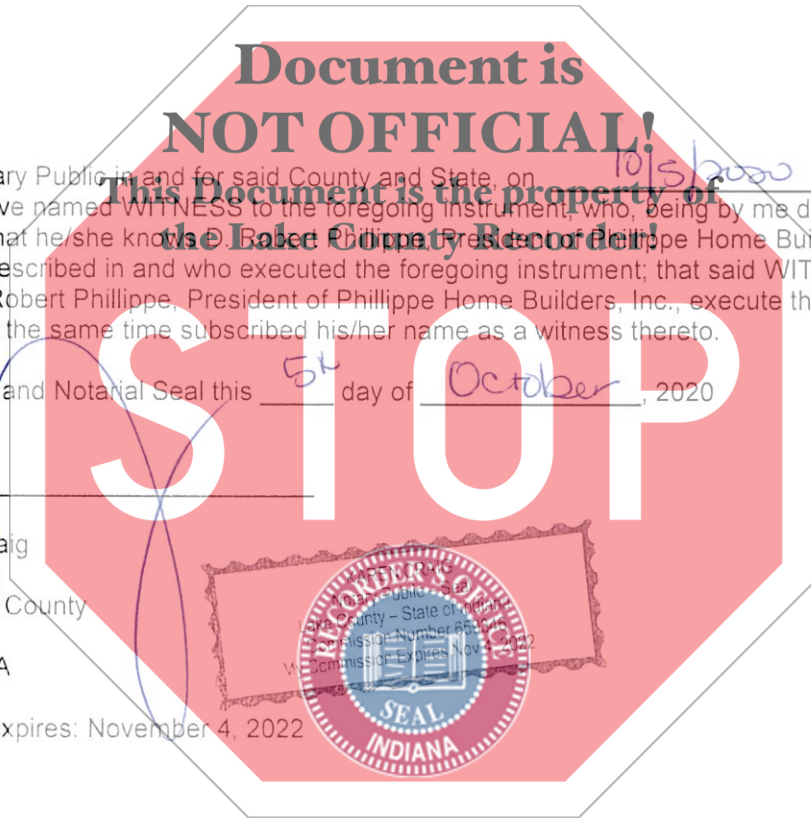 Document is
NOT OFFICIAL!
ary Public in and for said County and State, on 10/5/2020
This Document is the property of
ve named WITNESS to the foregoing instrument, who, being by me d
the Lake County Recorder!
hat he/she knows D. Robert Phillippe, President of Phillippe Home Buil
escribed in and who executed the foregoing instrument; that said WIT
Robert Phillippe, President of Phillippe Home Builders, Inc., execute th
the same time subscribed his/her name as a witness thereto.
STOP
and Notarial Seal this 5th day of October, 2020
aig
County
A
xpires: November 4, 2022
KAREN CRAIG
Notary Public - Seal
Lake County – State of Indiana
Commission Number
My Commission Expires Nov 4, 2022
RECORDER'S OFFICE
SEAL
INDIANA